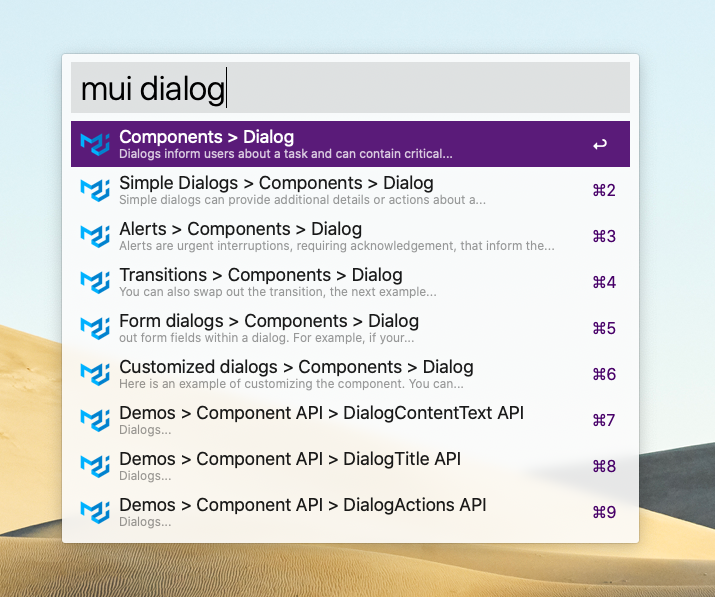 mui dialog
Components > Dialog
Dialogs inform users about a task and can contain critical...
↩
Simple Dialogs > Components > Dialog
Simple dialogs can provide additional details or actions about a...
⌘2
Alerts > Components > Dialog
Alerts are urgent interruptions, requiring acknowledgement, that inform the...
⌘3
Transitions > Components > Dialog
You can also swap out the transition, the next example...
⌘4
Form dialogs > Components > Dialog
out form fields within a dialog. For example, if your...
⌘5
Customized dialogs > Components > Dialog
Here is an example of customizing the component. You can...
⌘6
Demos > Component API > DialogContentText API
Dialogs...
⌘7
Demos > Component API > DialogTitle API
Dialogs...
⌘8
Demos > Component API > DialogActions API
Dialogs...
⌘9